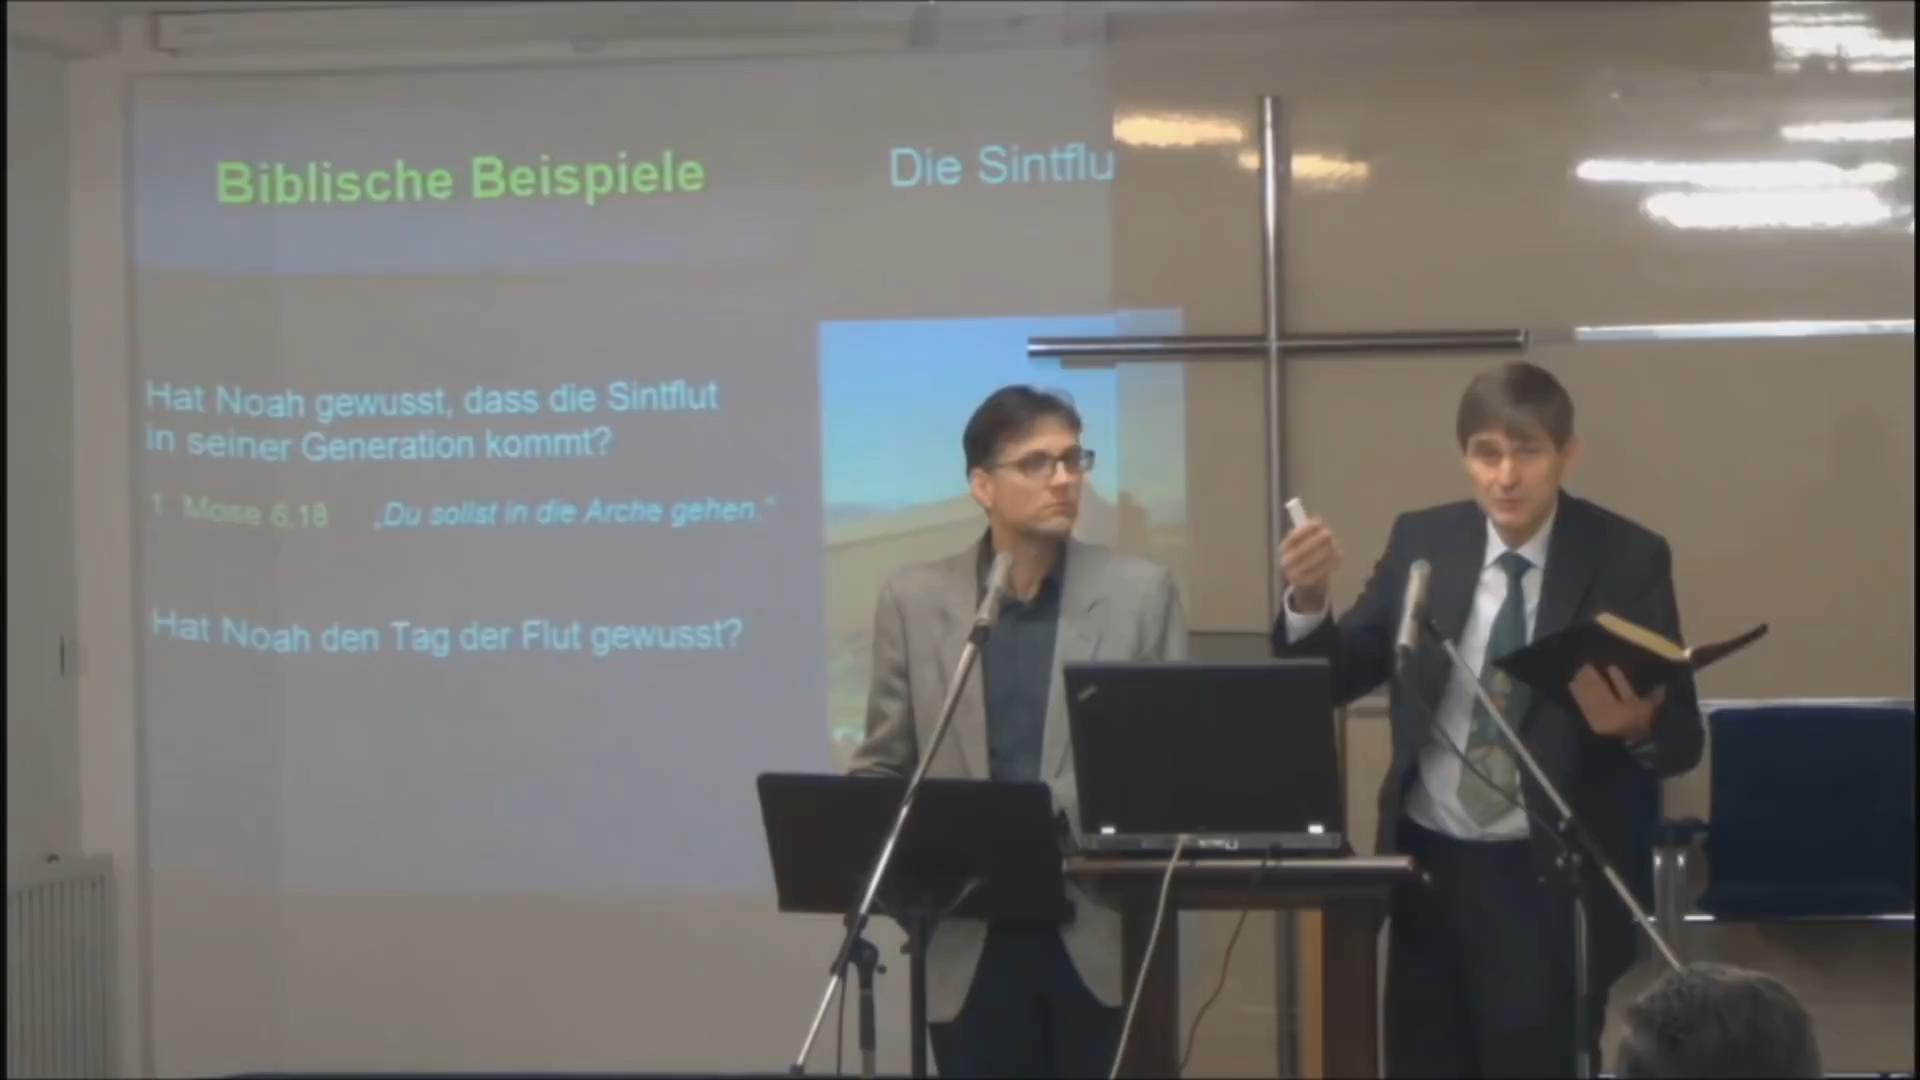 Biblische Beispiele
Die Sintflu
Hat Noah gewusst, dass die Sintflut
in seiner Generation kommt?
1. Mose 6,18 „Du sollst in die Arche gehen."
Hat Noah den Tag der Flut gewusst?